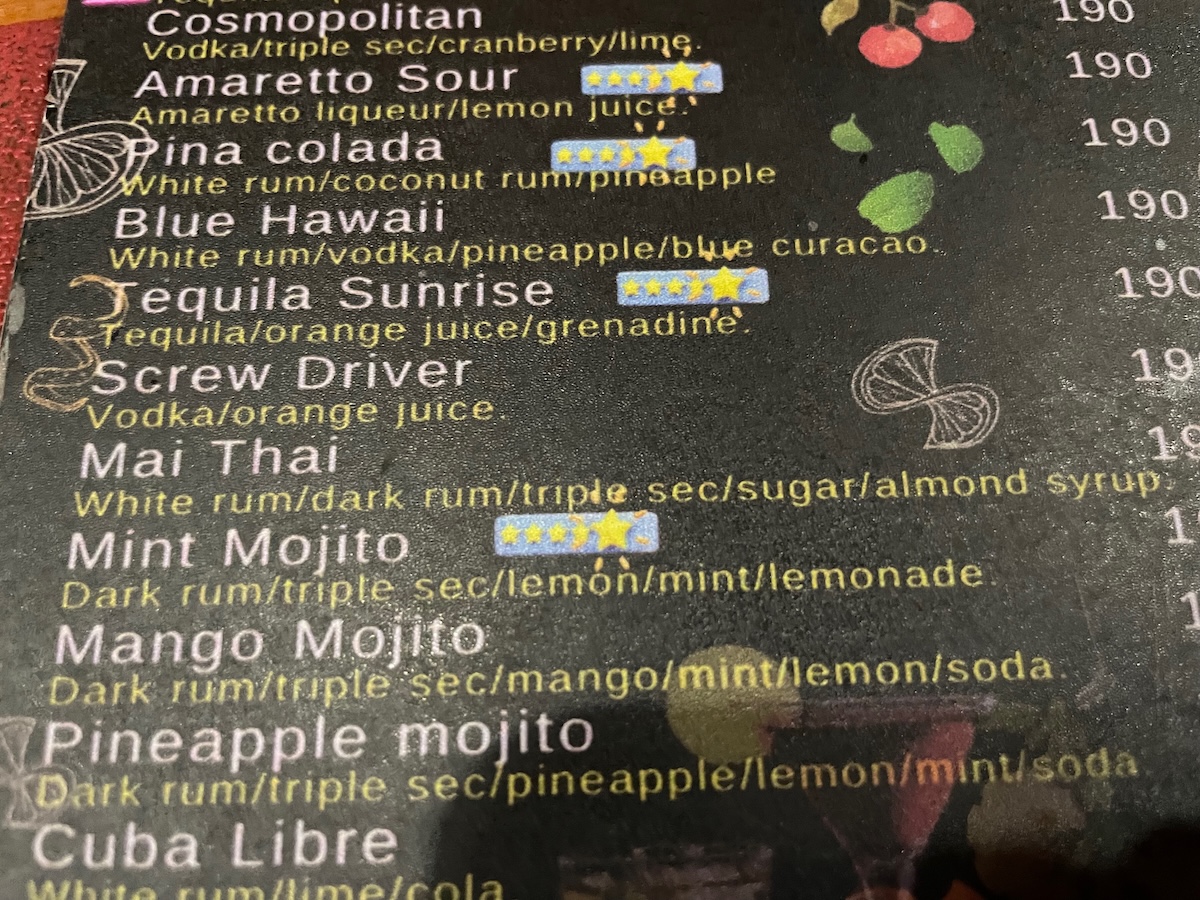 Cosmopolitan 190
Vodka/triple sec/cranberry/lime.
Amaretto Sour 190
Amaretto liqueur/lemon juice.
Pina colada 190
White rum/coconut rum/pineapple
Blue Hawaii 190
White rum/vodka/pineapple/blue curacao.
Tequila Sunrise 190
Tequila/orange juice/grenadine.
Screw Driver 19
Vodka/orange juice.
Mai Thai 19
White rum/dark rum/triple sec/sugar/almond syrup.
Mint Mojito 1
Dark rum/triple sec/lemon/mint/lemonade.
Mango Mojito 1
Dark rum/triple sec/mango/mint/lemon/soda.
Pineapple mojito
Dark rum/triple sec/pineapple/lemon/mint/soda
Cuba Libre
White rum/lime/cola